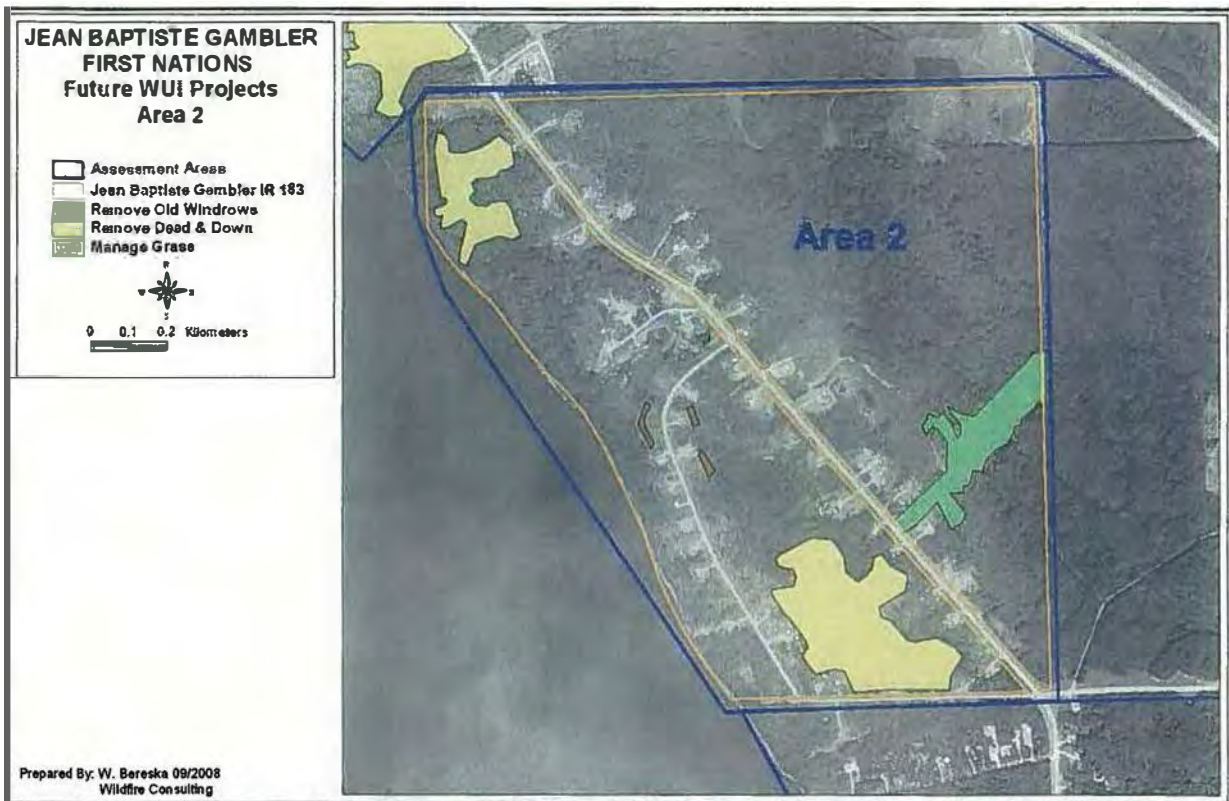 JEAN BAPTISTE GAMBLER
FIRST NATIONS
Future WUI Projects
Area 2
Assessment Areas
Jean Baptiste Gambler IR 183
Remove Old Windrows
Remove Dead & Down
Manage Grass
0 0.1 0.2 Kilometers
Area 2
Prepared By: W. Bereska 09/2008
Wildfire Consulting